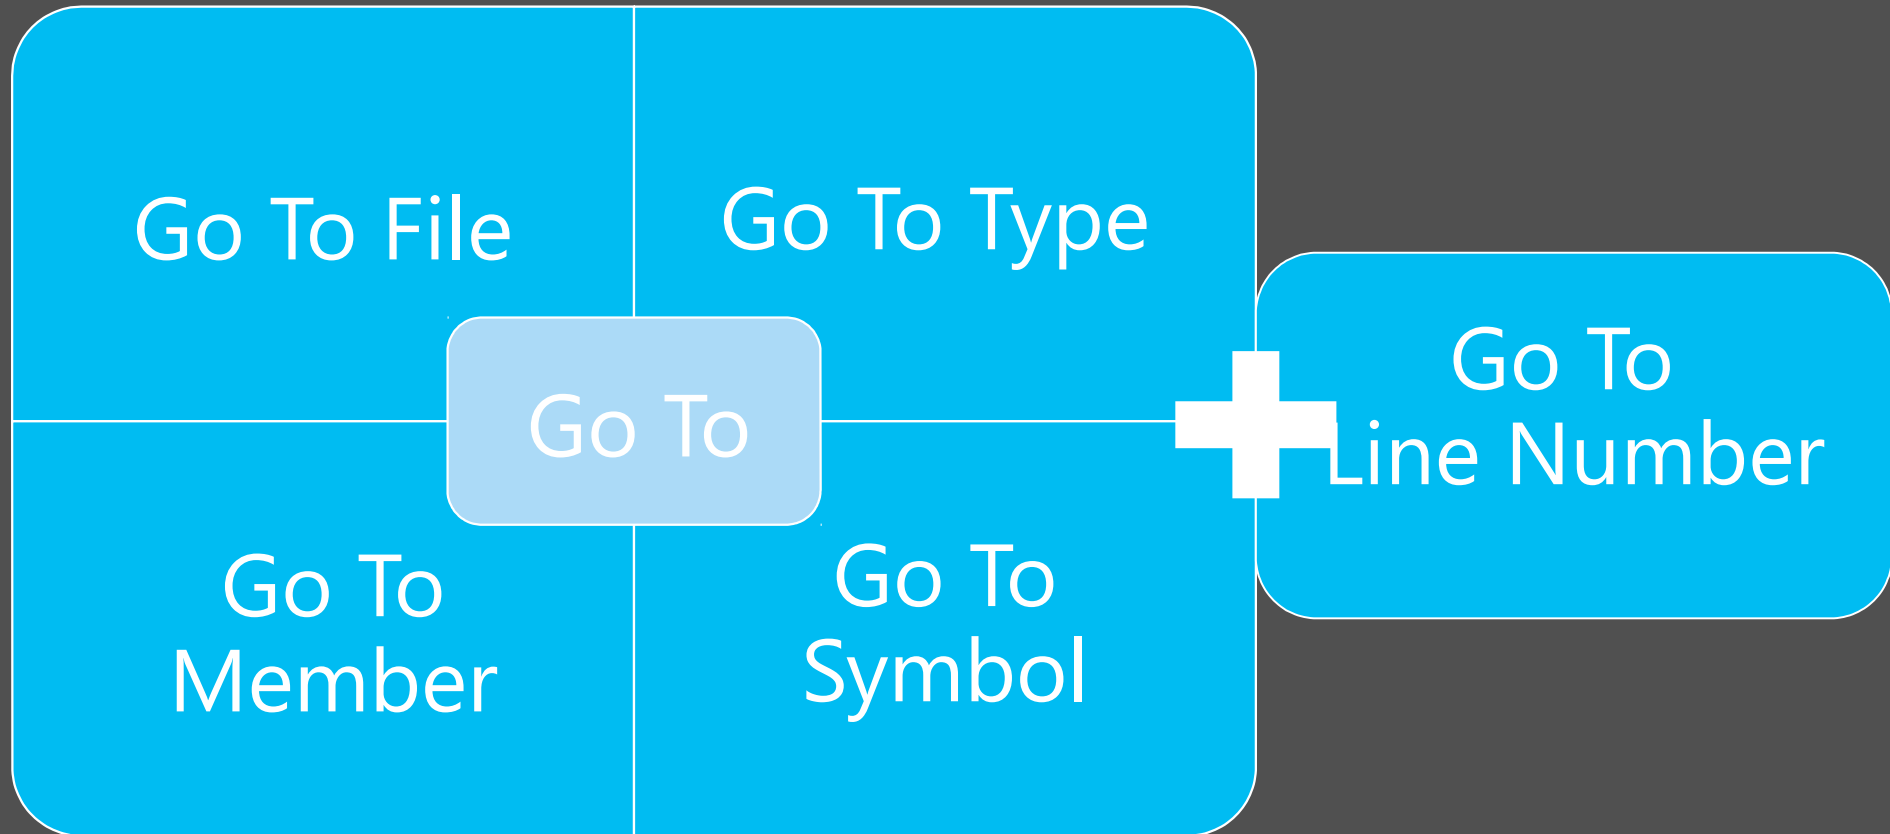 Go To File
Go To Type
Go To
Go To
Member
Go To
Symbol
Go To
Line Number